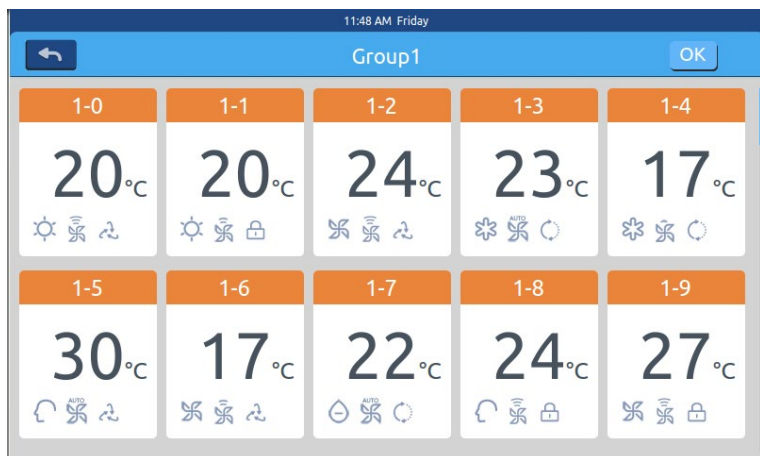 11:48 AM Friday
Group1 OK
1-0 1-1 1-2 1-3 1-4
20°C 20°C 24°C 23°C 17°C
AUTO
1-5 1-6 1-7 1-8 1-9
30°C 17°C 22°C 24°C 27°C
AUTO AUTO